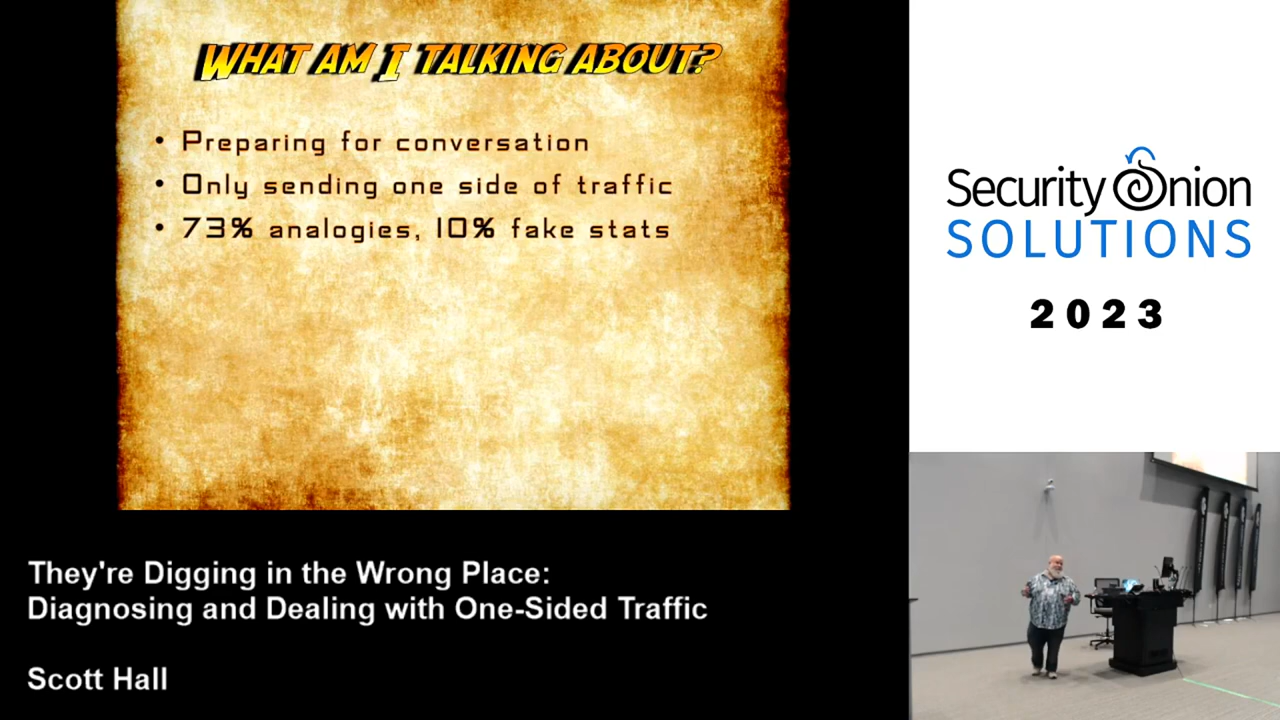 WHAT AM I TALKING ABOUT?
• Preparing for conversation
• Only sending one side of traffic
• 73% analogies, 10% fake stats
Security Onion
SOLUTIONS
2023
They're Digging in the Wrong Place:
Diagnosing and Dealing with One-Sided Traffic
Scott Hall